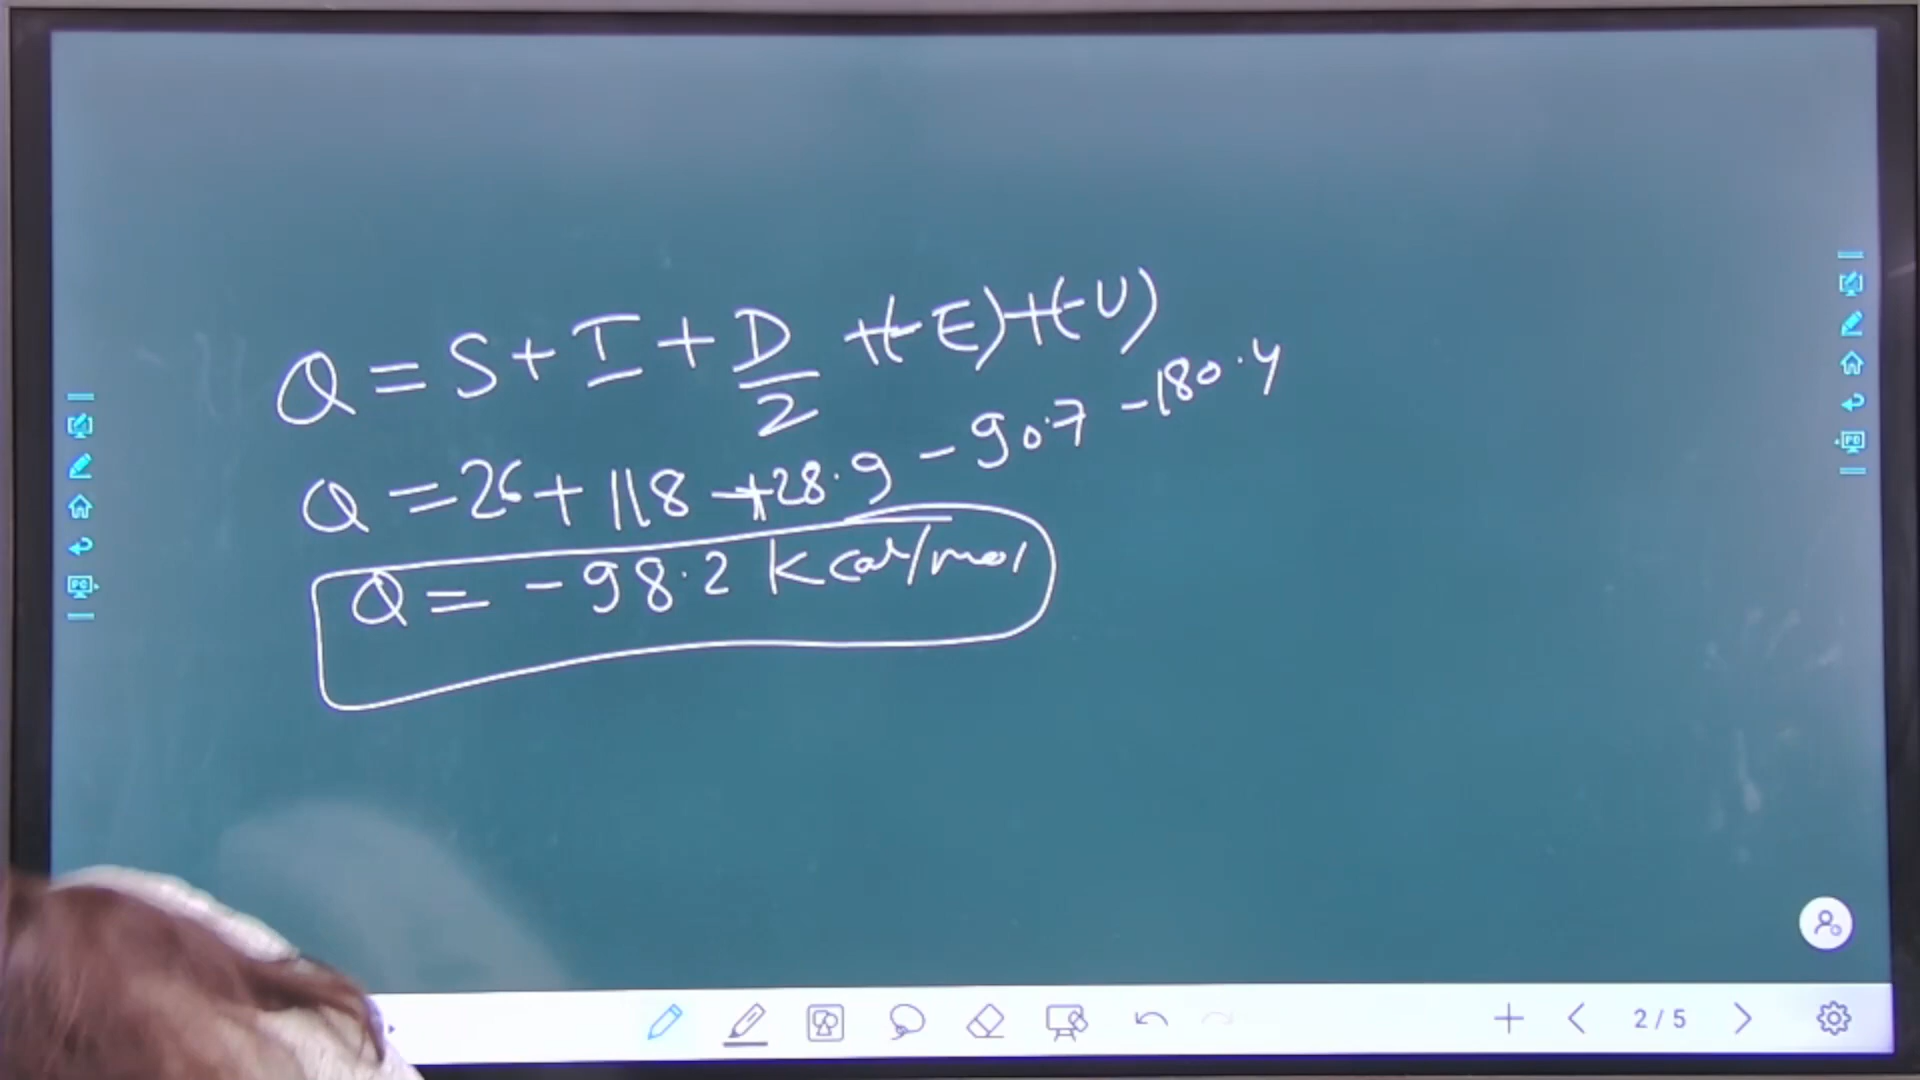 Q = S + I + D/2 + (-E) + (-U)
Q = 26 + 118 + 28.9 - 90.7 - 180.4
Q = -98.2 Kcal/mol
2/5